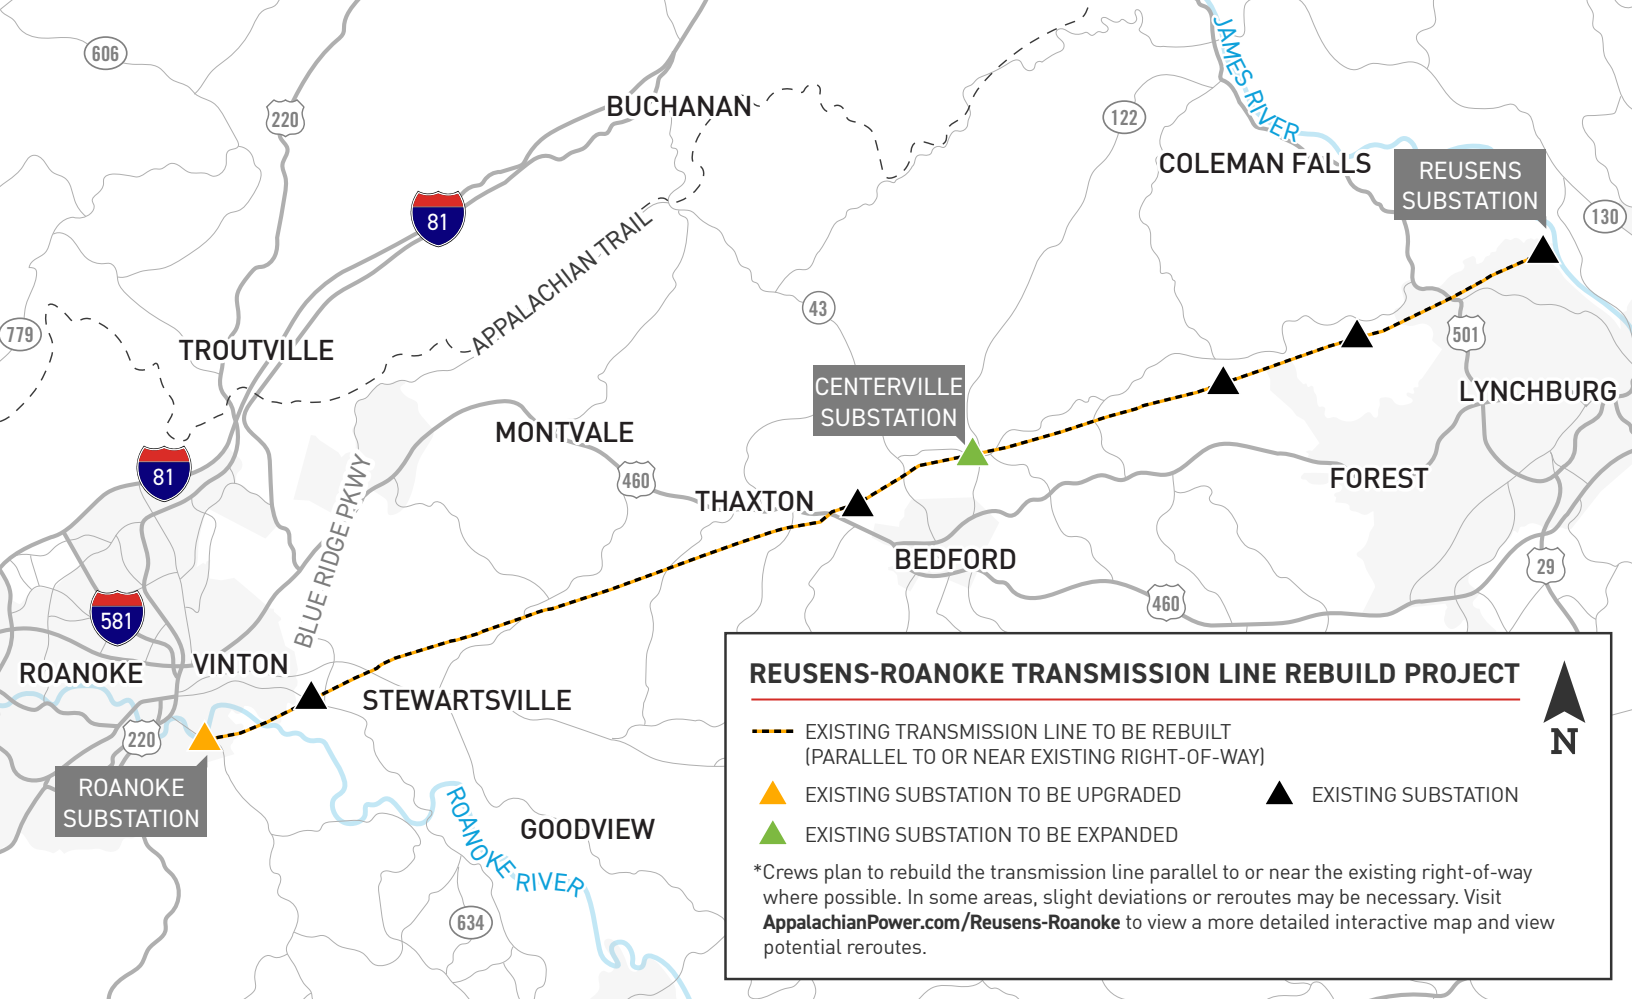 606
220
BUCHANAN
JAMES RIVER
122
COLEMAN FALLS
REUSENS
SUBSTATION
130
81
APPALACHIAN TRAIL
43
779
TROUTVILLE
501
CENTERVILLE
SUBSTATION
LYNCHBURG
MONTVALE
81
460
BLUE RIDGE PKWY
THAXTON
FOREST
BEDFORD
29
460
581
ROANOKE
VINTON
STEWARTSVILLE
220
ROANOKE
SUBSTATION
ROANOKE RIVER
GOODVIEW
634
REUSENS-ROANOKE TRANSMISSION LINE REBUILD PROJECT
N
EXISTING TRANSMISSION LINE TO BE REBUILT
(PARALLEL TO OR NEAR EXISTING RIGHT-OF-WAY)
EXISTING SUBSTATION TO BE UPGRADED
EXISTING SUBSTATION
EXISTING SUBSTATION TO BE EXPANDED
*Crews plan to rebuild the transmission line parallel to or near the existing right-of-way
where possible. In some areas, slight deviations or reroutes may be necessary. Visit
AppalachianPower.com/Reusens-Roanoke to view a more detailed interactive map and view
potential reroutes.